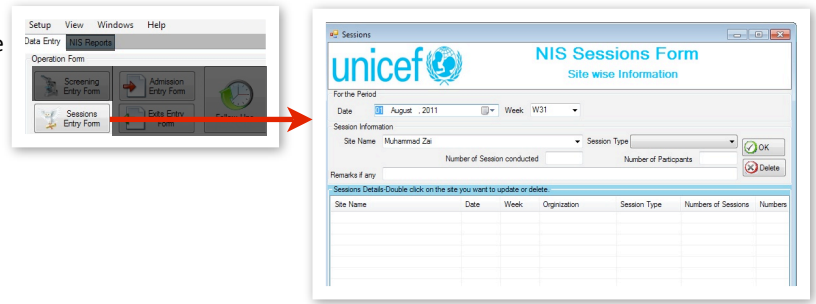 e
Setup View Windows Help
Data Entry NIS Reports
Operation Form
Screening Entry Form
Admission Entry Form
Sessions Entry Form
Exits Entry Form
Sessions
unicef
NIS Sessions Form
Site wise Information
For the Period
Date 01 August , 2011 Week W31
Session Information
Site Name Muhammad Zai Session Type
OK
Number of Session conducted Number of Particpants
Delete
Remarks if any
Sessions Details-Double click on the site you want to update or delete.
Site Name Date Week Orginization Session Type Numbers of Sessions Numbers